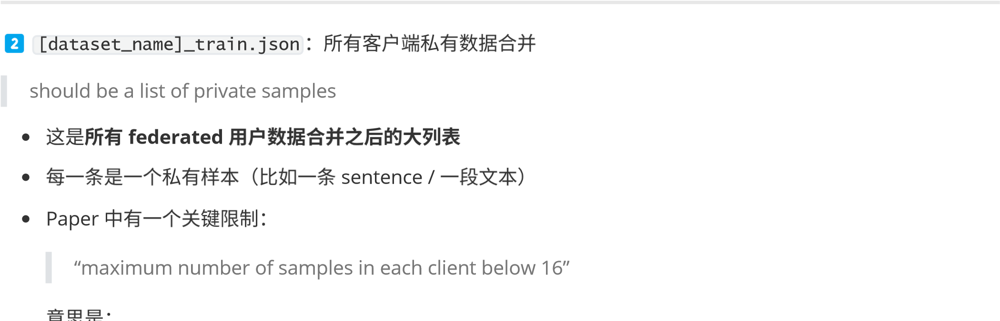 2 [dataset_name]_train.json：所有客户端私有数据合并
should be a list of private samples
• 这是所有 federated 用户数据合并之后的大列表
• 每一条是一个私有样本（比如一条 sentence / 一段文本）
• Paper 中有一个关键限制：
“maximum number of samples in each client below 16”
意思是：